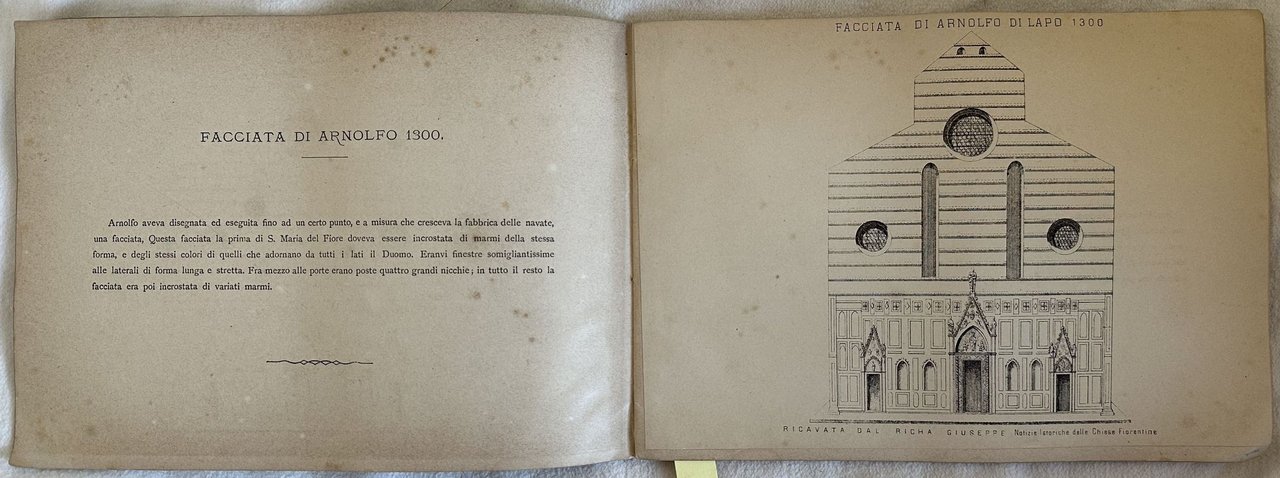 FACCIATA DI ARNOLFO 1300.
Arnolfo aveva disegnata ed eseguita fino ad un certo punto, e a misura che cresceva la fabbrica delle navate,
una facciata, Questa facciata la prima di S. Maria del Fiore doveva essere incrostata di marmi della stessa
forma, e degli stessi colori di quelli che adornano da tutti i lati il Duomo. Eranvi finestre somigliantissime
alle laterali di forma lunga e stretta. Fra mezzo alle porte erano poste quattro grandi nicchie; in tutto il resto la
facciata era poi incrostata di variati marmi.
FACCIATA DI ARNOLFO DI LAPO 1300
RICAVATA DAL RICHA GIUSEPPE Notizie Istoriche delle Chiese Fiorentine